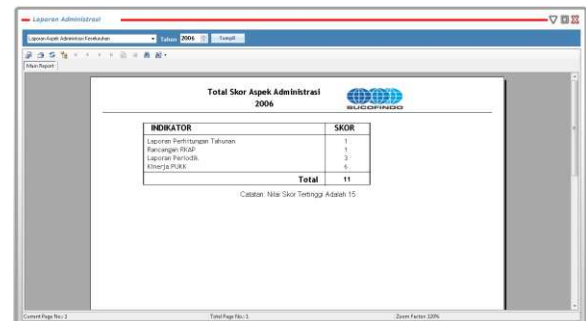 Laporan Administrasi
Laporan Aspek Administrasi Keseluruhan Tahun 2006 Tampil
Main Report
Total Skor Aspek Administrasi
2006
SUCOFINDO
INDIKATOR SKOR
Laporan Perhitungan Tahunan 1
Rancangan RKAP 1
Laporan Periodik 3
Kinerja PUKK 6
Total 11
Catatan: Nilai Skor Tertinggi Adalah 15
Current Page No.: 1 Total Page No.: 1 Zoom Factor: 100%